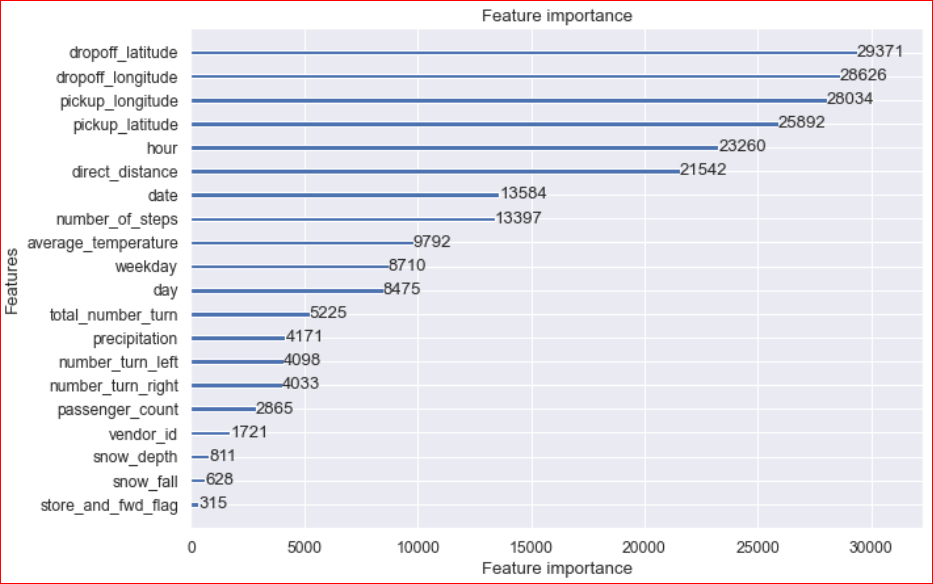 Feature importance
dropoff_latitude 29371
dropoff_longitude 28626
pickup_longitude 28034
pickup_latitude 25892
hour 23260
direct_distance 21542
date 13584
number_of_steps 13397
average_temperature 9792
weekday 8710
day 8475
total_number_turn 5225
precipitation 4171
number_turn_left 4098
number_turn_right 4033
passenger_count 2865
vendor_id 1721
snow_depth 811
snow_fall 628
store_and_fwd_flag 315
Features
0 5000 10000 15000 20000 25000 30000
Feature importance